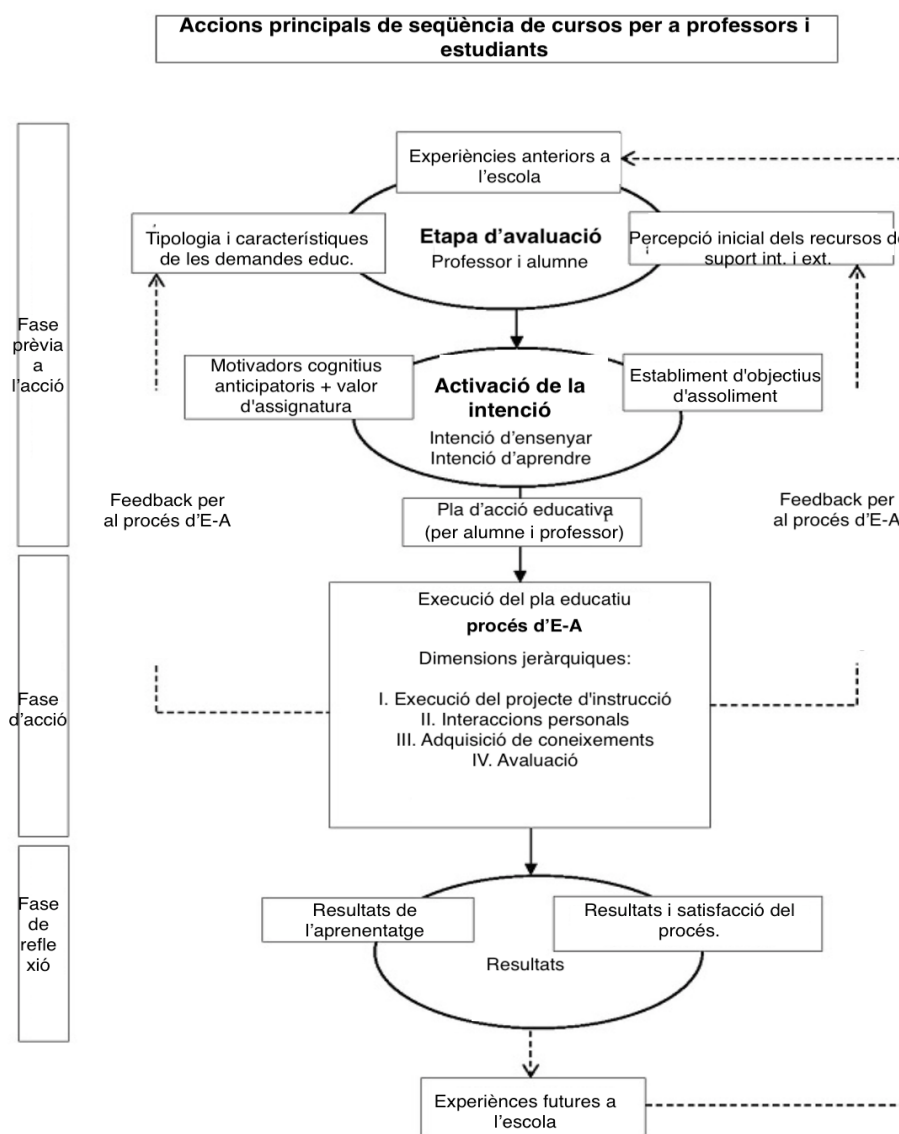 Accions principals de seqüència de cursos per a professors i
estudiants
Fase
prèvia
a
l'acció
Experiències anteriors a
l'escola
Tipologia i característiques
de les demandes educ.
Etapa d'avaluació
Professor i alumne
Percepció inicial dels recursos de
suport int. i ext.
Motivadors cognitius
anticipatoris + valor
d'assignatura
Activació de la
intenció
Intenció d'ensenyar
Intenció d'aprendre
Establiment d'objectius
d'assoliment
Feedback per
al procés d'E-A
Pla d'acció educativa
(per alumne i professor)
Feedback per
al procés d'E-A
Fase
d'acció
Execució del pla educatiu
procés d'E-A
Dimensions jeràrquiques:
I. Execució del projecte d'instrucció
II. Interaccions personals
III. Adquisició de coneixements
IV. Avaluació
Fase
de
refle
xió
Resultats de
l'aprenentatge
Resultats i satisfacció del
procés.
Resultats
Experiènces futures a
l'escola